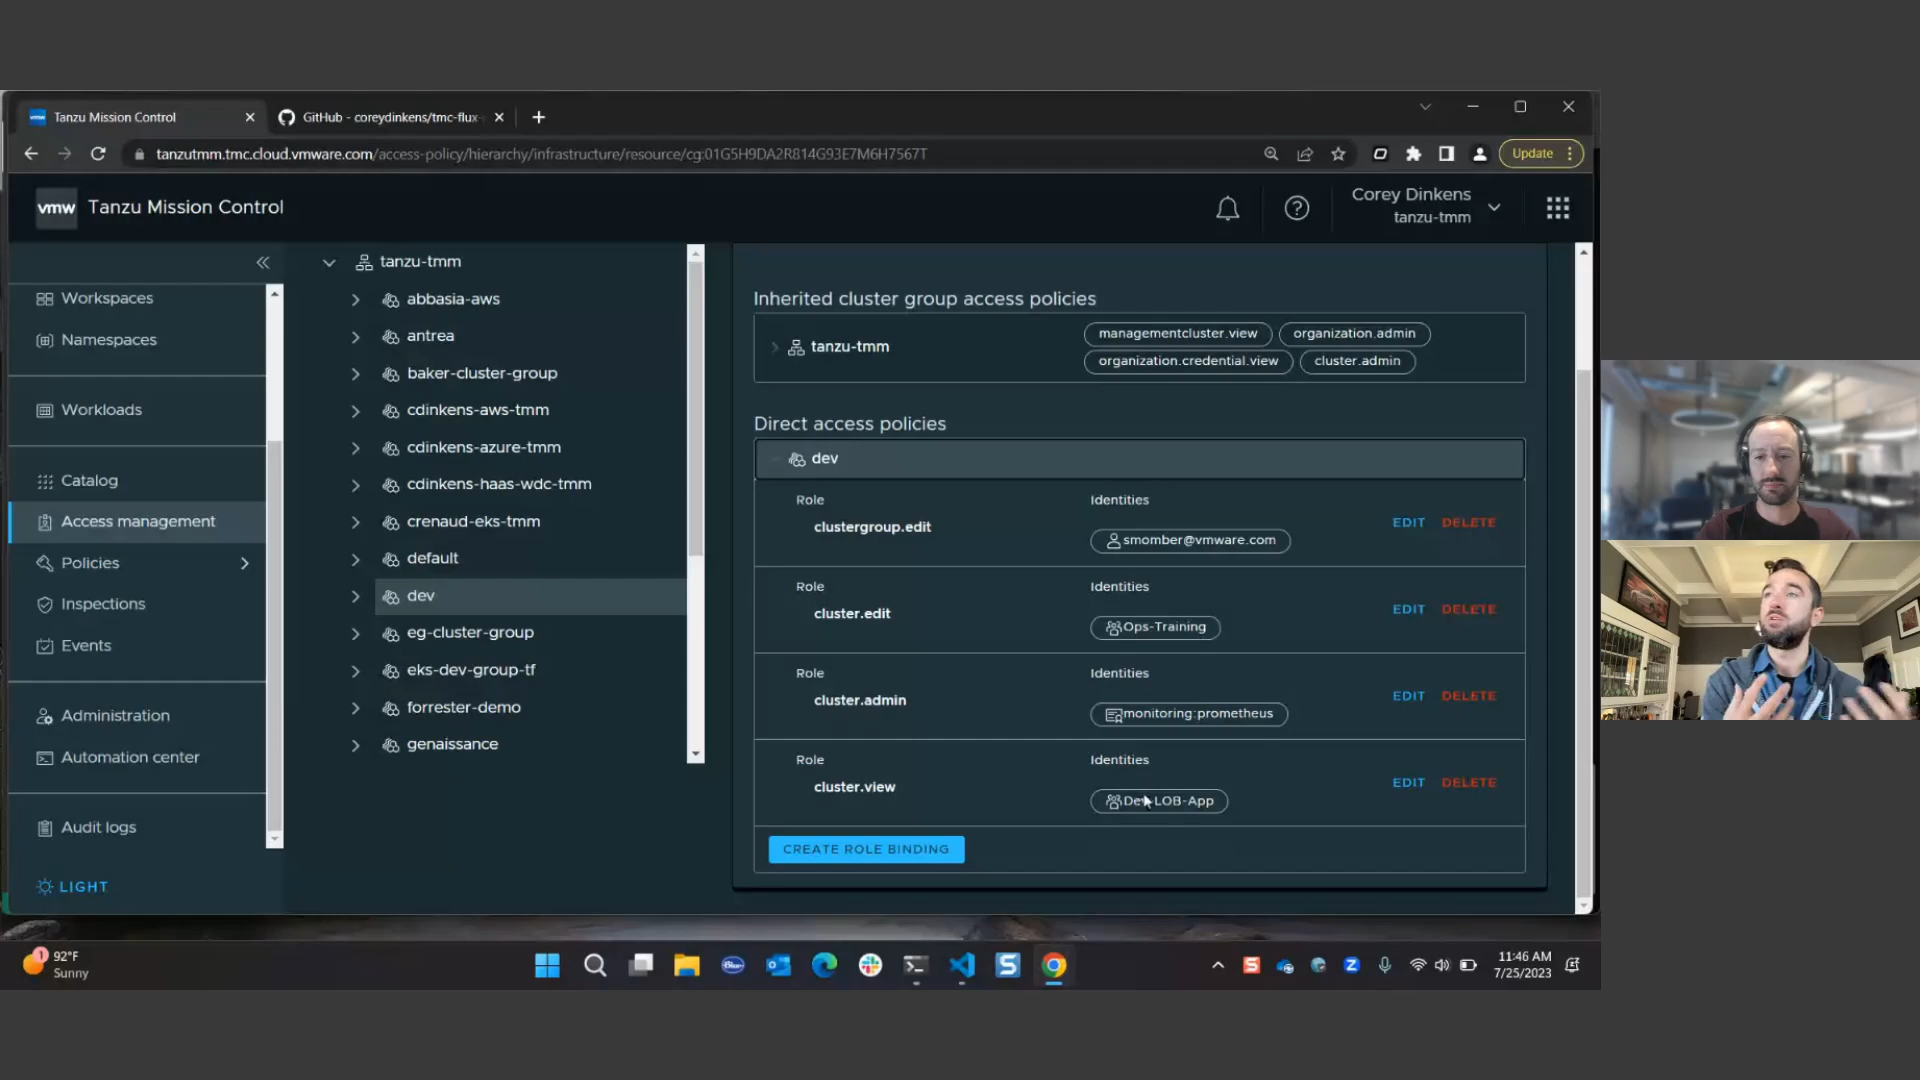 Tanzu Mission Control
GitHub - coreydinkens/tmc-flux
tanzutmm.tmc.cloud.vmware.com/access-policy/hierarchy/infrastructure/resource/cg:01G5H9DA2R814G93E7M6H7567T
Update
vmw
Tanzu Mission Control
Corey Dinkens
tanzu-tmm
Workspaces
Namespaces
Workloads
Catalog
Access management
Policies
Inspections
Events
Administration
Automation center
Audit logs
LIGHT
tanzu-tmm
abbasia-aws
antrea
baker-cluster-group
cdinkens-aws-tmm
cdinkens-azure-tmm
cdinkens-haas-wdc-tmm
crenaud-eks-tmm
default
dev
eg-cluster-group
eks-dev-group-tf
forrester-demo
genaissance
Inherited cluster group access policies
tanzu-tmm
managementcluster.view
organization.admin
organization.credential.view
cluster.admin
Direct access policies
dev
Role
Identities
clustergroup.edit
smomber@vmware.com
EDIT DELETE
Role
Identities
cluster.edit
Ops-Training
EDIT DELETE
Role
Identities
cluster.admin
monitoring:prometheus
EDIT DELETE
Role
Identities
cluster.view
LOB-App
EDIT DELETE
CREATE ROLE BINDING
1
92°F
Sunny
11:46 AM
7/25/2023